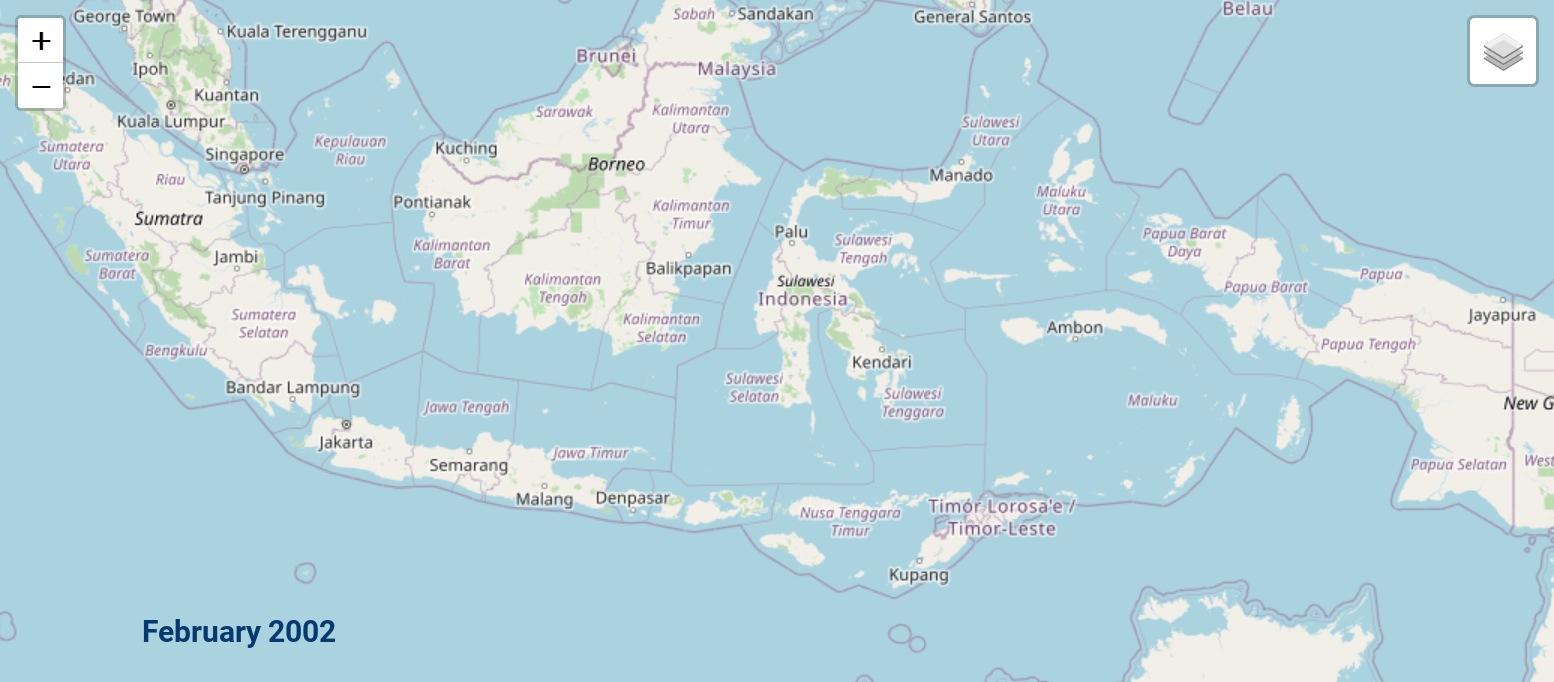 George Town
Sabah
Sandakan
General Santos
Belau
+
Kuala Terengganu
Brunei
Ipoh
Malaysia
edan
−
Kuantan
Sarawak
Kalimantan
Utara
Kuala Lumpur
Sulawesi
Utara
Kepulauan
Riau
Kuching
Sumatera
Utara
Singapore
Borneo
Riau
Manado
Tanjung Pinang
Pontianak
Maluku
Utara
Kalimantan
Timur
Sumatra
Palu
Papua Barat
Daya
Kalimantan
Barat
Sulawesi
Tengah
Sumatera
Barat
Jambi
Balikpapan
Papua
Kalimantan
Tengah
Sulawesi
Papua Barat
Indonesia
Sumatera
Selatan
Kalimantan
Selatan
Jayapura
Ambon
Bengkulu
Papua Tengah
Kendari
Sulawesi
Selatan
Bandar Lampung
Sulawesi
Tenggara
Maluku
New G
Jawa Tengah
Jakarta
Jawa Timur
Semarang
Papua Selatan
West
Malang
Denpasar
Nusa Tenggara
Timur
Timór Lorosa'e /
Timor-Leste
Kupang
February 2002